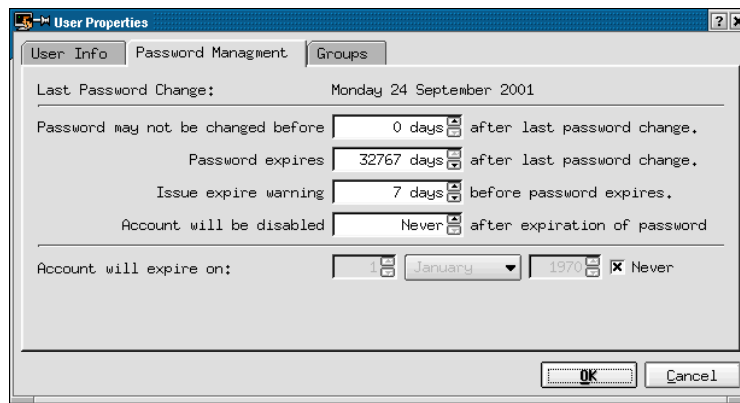 User Properties
User Info Password Managment Groups
Last Password Change: Monday 24 September 2001
Password may not be changed before 0 days after last password change.
Password expires 32767 days after last password change.
Issue expire warning 7 days before password expires.
Account will be disabled Never after expiration of password
Account will expire on: 1 January 1970 Never
OK Cancel